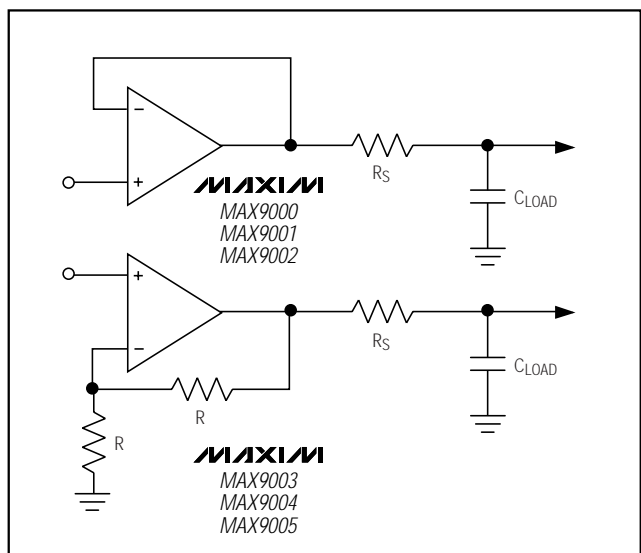 −
+
RS
CLOAD
MAXIM
MAX9000
MAX9001
MAX9002
+
−
RS
CLOAD
R
R
MAXIM
MAX9003
MAX9004
MAX9005